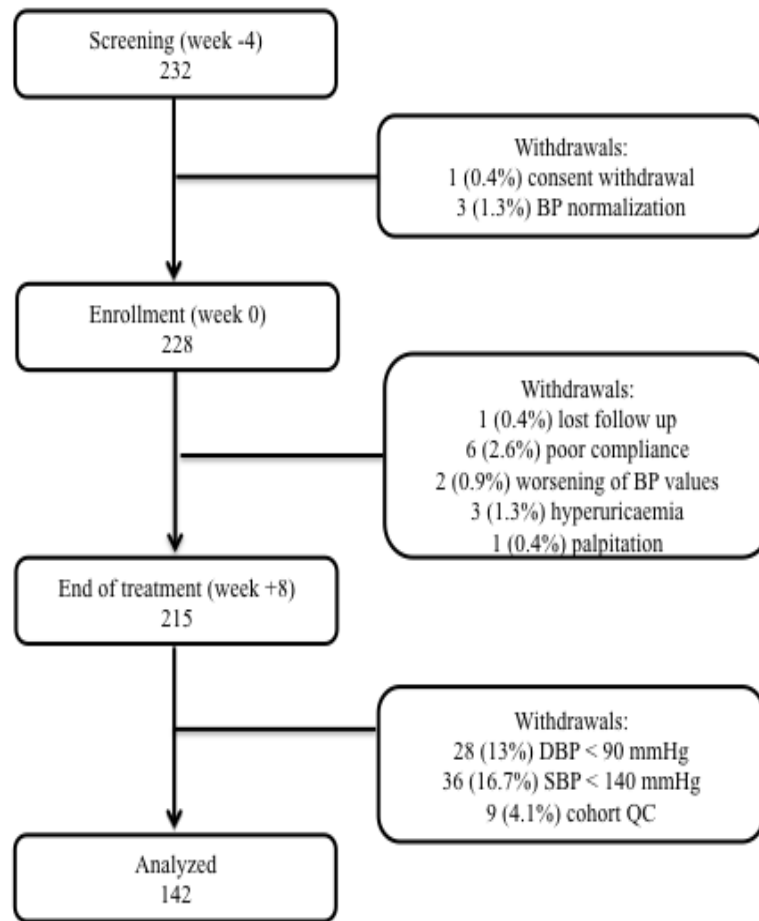 Screening (week -4)
232
Withdrawals:
1 (0.4%) consent withdrawal
3 (1.3%) BP normalization
Enrollment (week 0)
228
Withdrawals:
1 (0.4%) lost follow up
6 (2.6%) poor compliance
2 (0.9%) worsening of BP values
3 (1.3%) hyperuricaemia
1 (0.4%) palpitation
End of treatment (week +8)
215
Withdrawals:
28 (13%) DBP < 90 mmHg
36 (16.7%) SBP < 140 mmHg
9 (4.1%) cohort QC
Analyzed
142